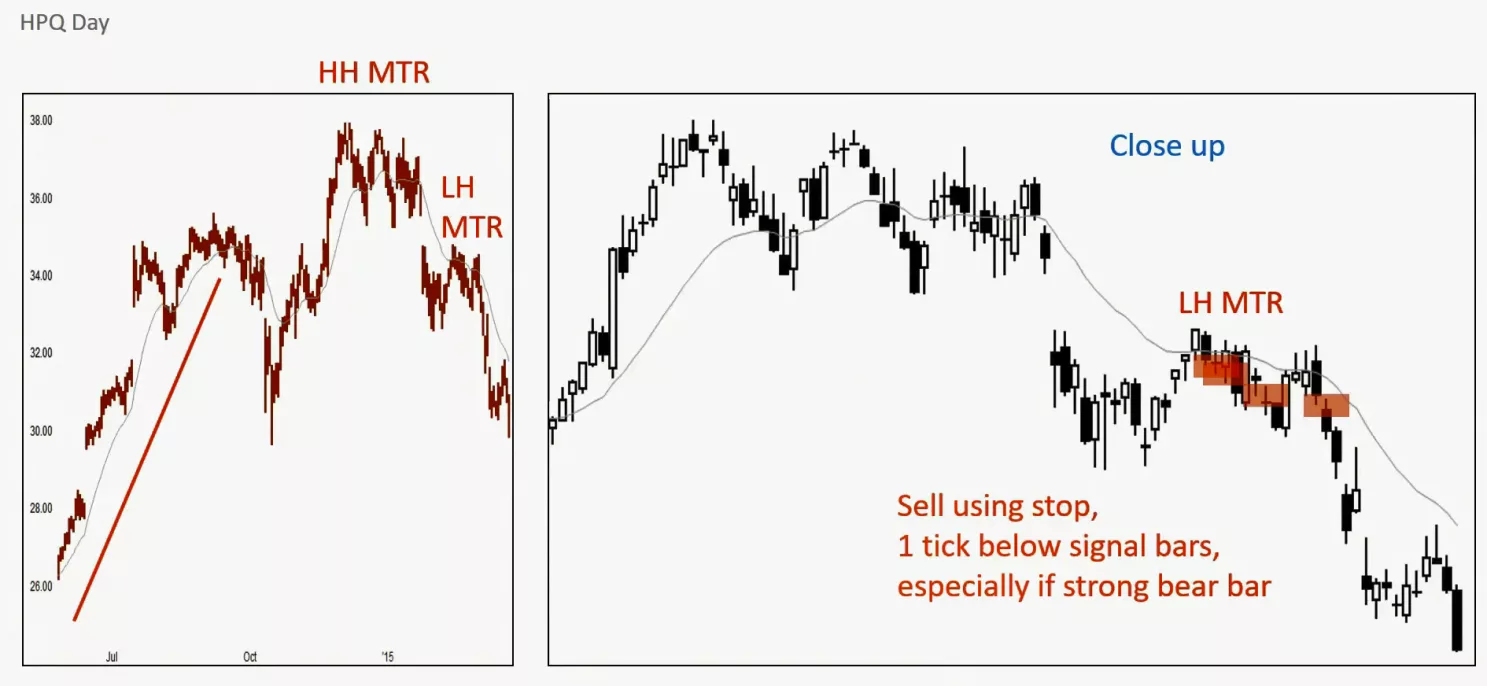 HPQ Day
HH MTR
38.00
36.00
34.00
32.00
30.00
28.00
26.00
LH
MTR
Jul
Oct
'15
Close up
LH MTR
Sell using stop,
1 tick below signal bars,
especially if strong bear bar